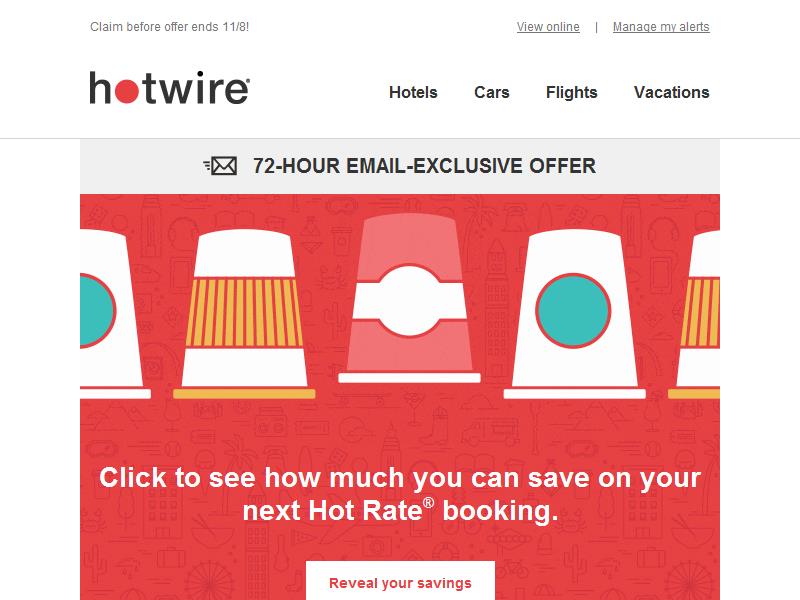 Claim before offer ends 11/8!
View online | Manage my alerts
hotwire®
Hotels Cars Flights Vacations
72-HOUR EMAIL-EXCLUSIVE OFFER
Click to see how much you can save on your
next Hot Rate® booking.
Reveal your savings